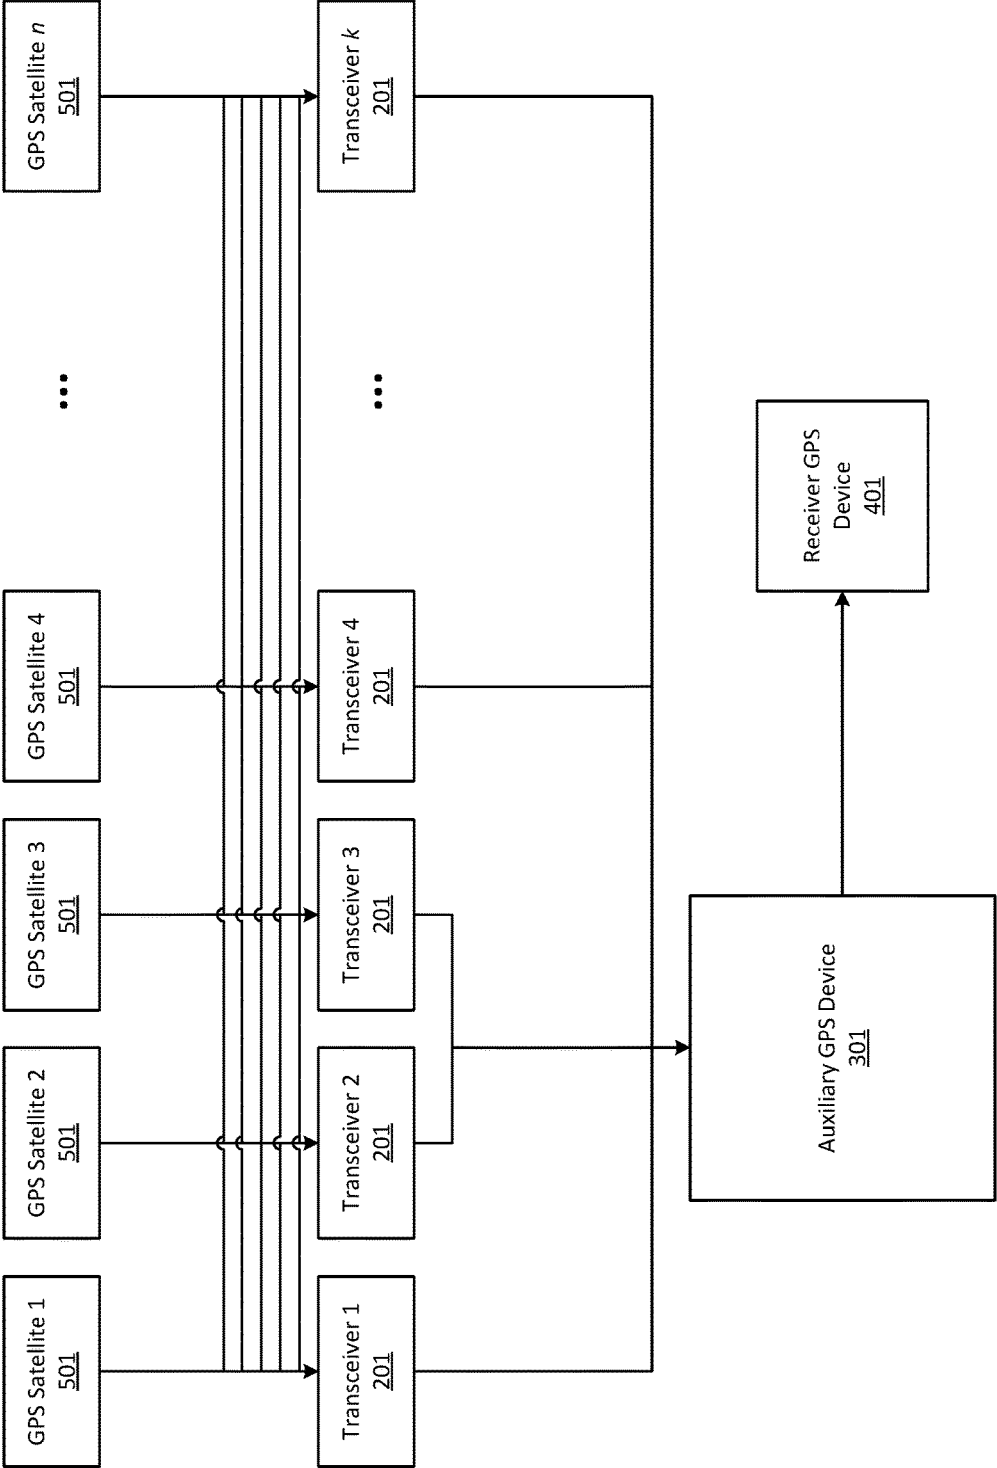 GPS Satellite 1
501
GPS Satellite 2
501
GPS Satellite 3
501
GPS Satellite 4
501
...
GPS Satellite n
501
Transceiver 1
201
Transceiver 2
201
Transceiver 3
201
Transceiver 4
201
...
Transceiver k
201
Auxiliary GPS Device
301
Receiver GPS
Device
401